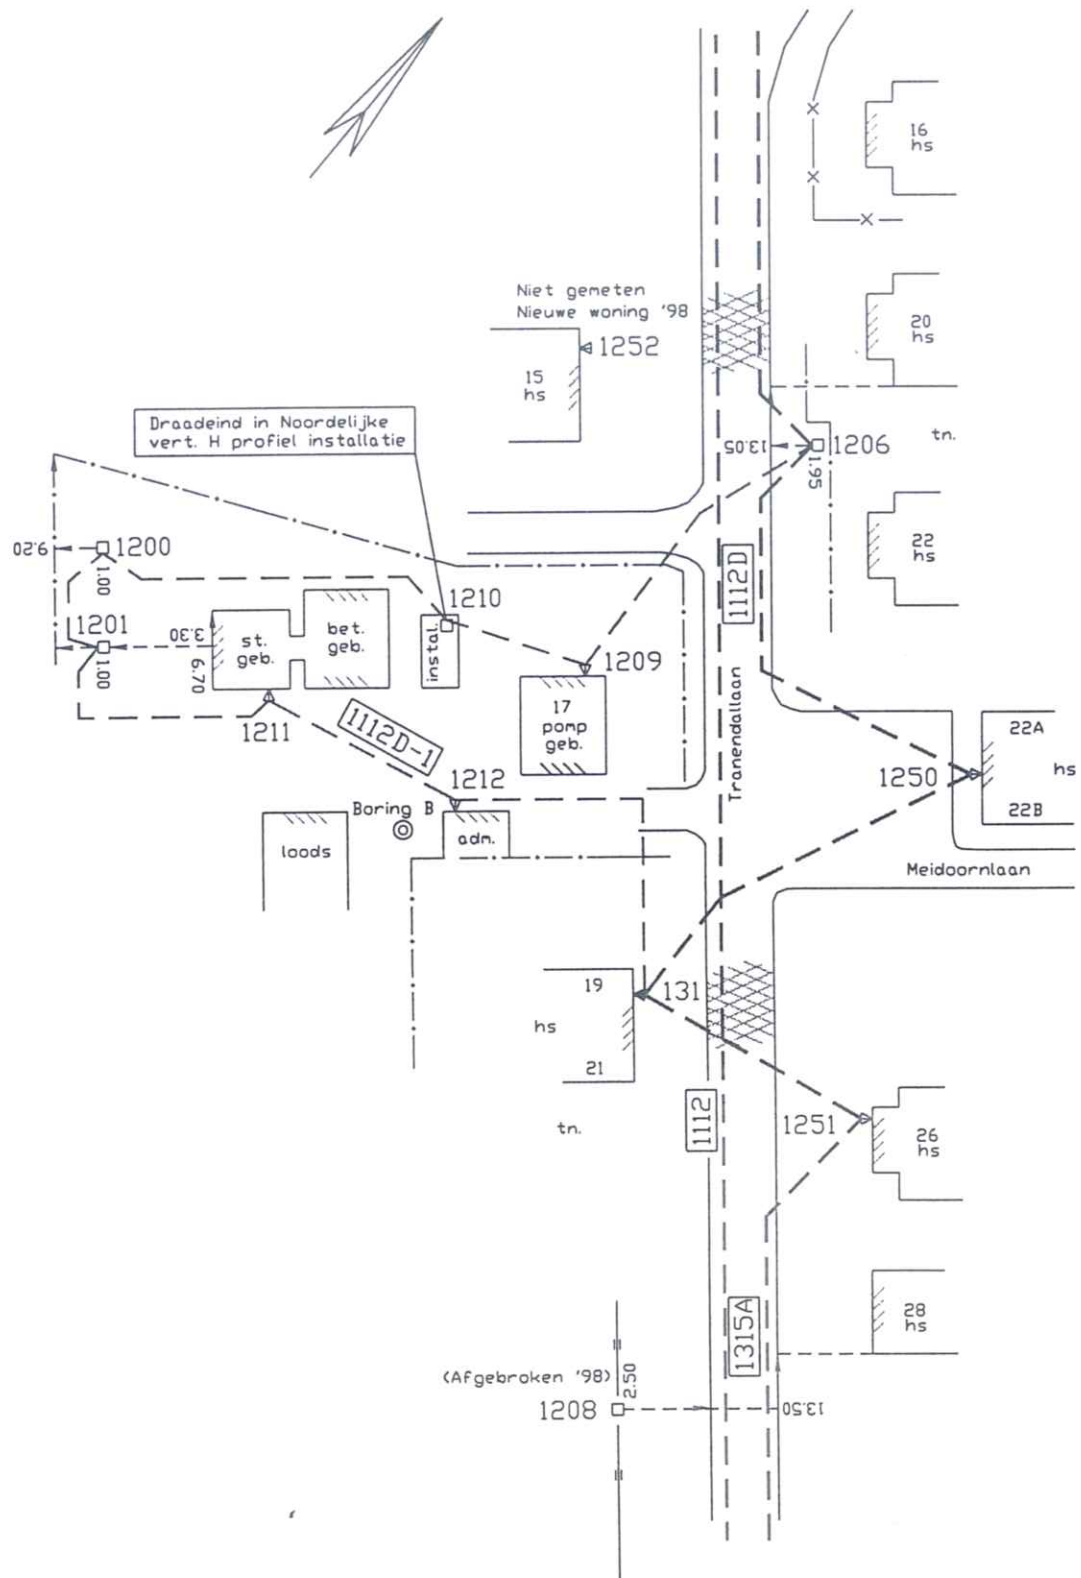 16
hs
Niet gemeten
Nieuwe woning '98
1252
15
hs
20
hs
Draadeind in Noordelijke
vert. H profiel installatie
13.05
1206
tn.
1.95
9.20
1200
1.00
22
hs
1112D
1210
1201
3.30
st.
geb.
bet.
geb.
instal.
1209
1.00
6.70
1211
1112D-1
17
pomp
geb.
Tranendallaan
22A
1250
hs
22B
1212
Boring B
adm.
loods
Meidoornlaan
19
131
hs
21
1112
tn.
1251
26
hs
1315A
28
hs
(Afgebroken '98)
2.50
1208
13.50